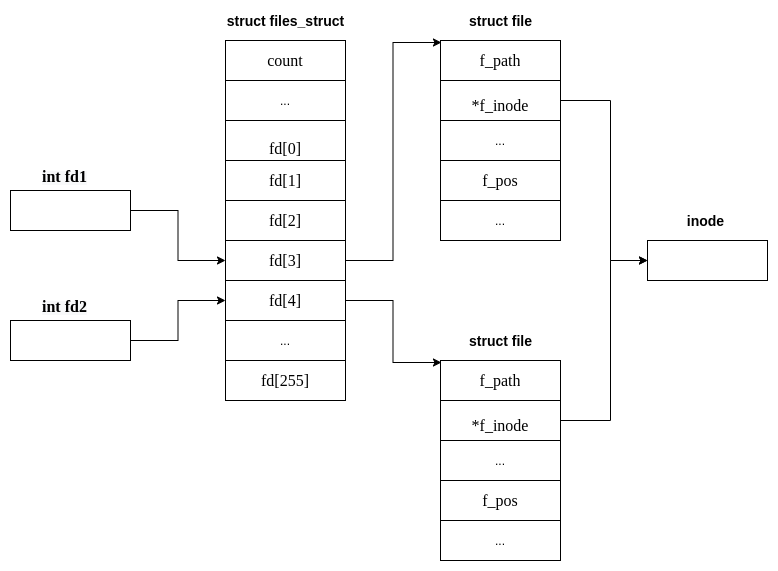 struct files_struct
count
...
fd[0]
fd[1]
fd[2]
fd[3]
fd[4]
...
fd[255]
int fd1
int fd2
struct file
f_path
*f_inode
...
f_pos
...
struct file
f_path
*f_inode
...
f_pos
...
inode